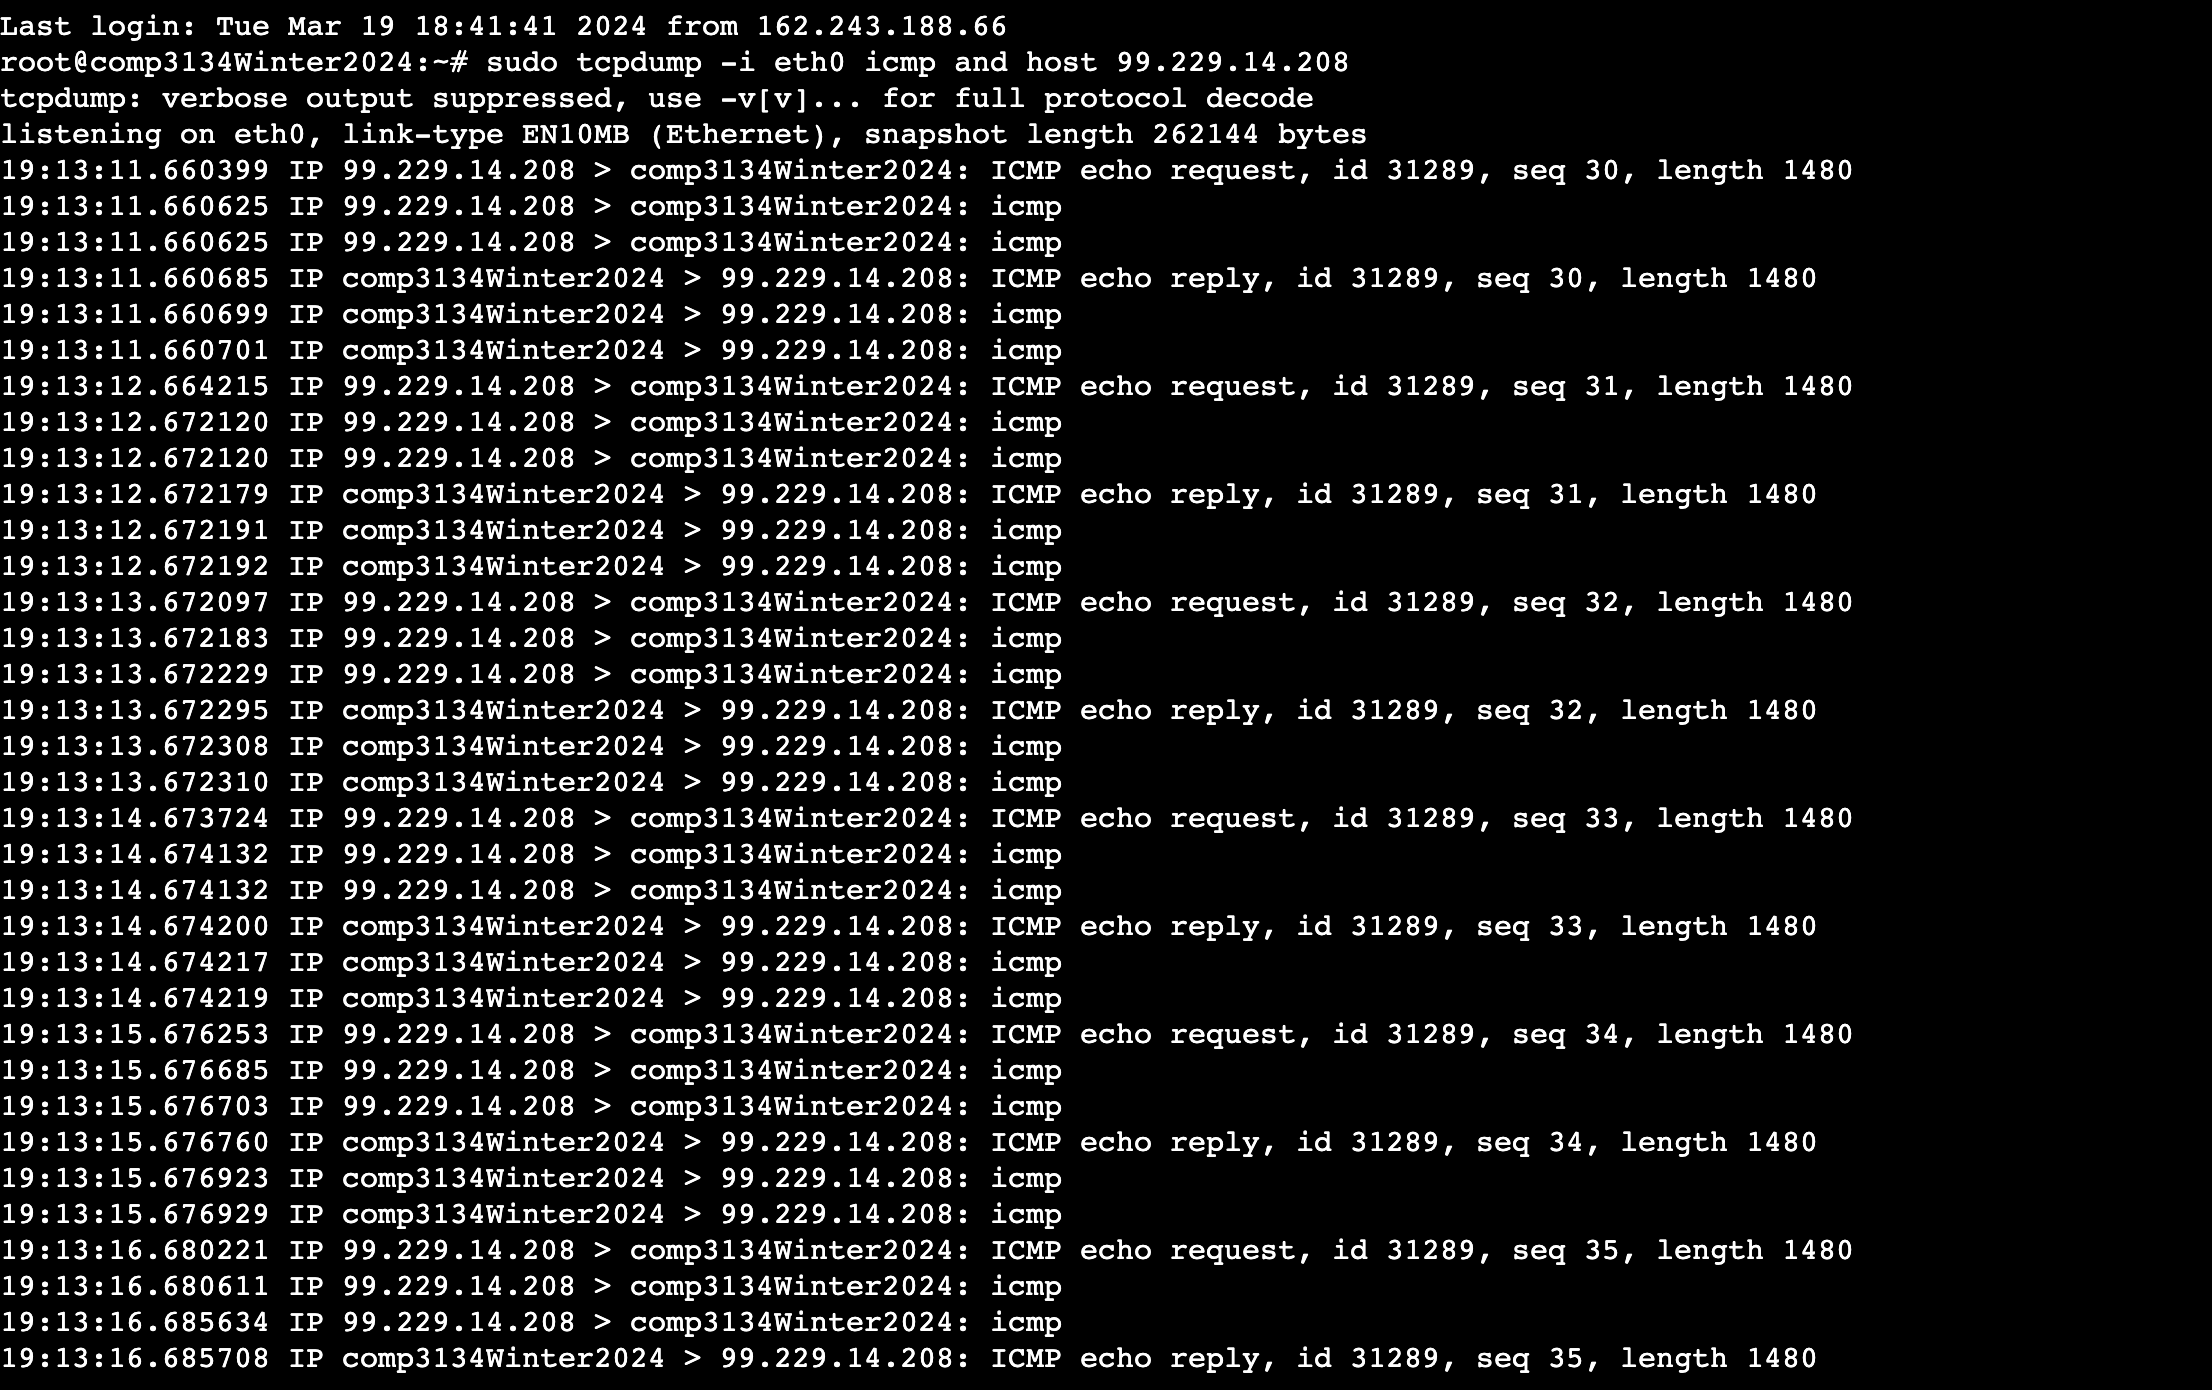 Last login: Tue Mar 19 18:41:41 2024 from 162.243.188.66
root@comp3134Winter2024:~# sudo tcpdump -i eth0 icmp and host 99.229.14.208
tcpdump: verbose output suppressed, use -v[v]... for full protocol decode
listening on eth0, link-type EN10MB (Ethernet), snapshot length 262144 bytes
19:13:11.660399 IP 99.229.14.208 > comp3134Winter2024: ICMP echo request, id 31289, seq 30, length 1480
19:13:11.660625 IP 99.229.14.208 > comp3134Winter2024: icmp
19:13:11.660625 IP 99.229.14.208 > comp3134Winter2024: icmp
19:13:11.660685 IP comp3134Winter2024 > 99.229.14.208: ICMP echo reply, id 31289, seq 30, length 1480
19:13:11.660699 IP comp3134Winter2024 > 99.229.14.208: icmp
19:13:11.660701 IP comp3134Winter2024 > 99.229.14.208: icmp
19:13:12.664215 IP 99.229.14.208 > comp3134Winter2024: ICMP echo request, id 31289, seq 31, length 1480
19:13:12.672120 IP 99.229.14.208 > comp3134Winter2024: icmp
19:13:12.672120 IP 99.229.14.208 > comp3134Winter2024: icmp
19:13:12.672179 IP comp3134Winter2024 > 99.229.14.208: ICMP echo reply, id 31289, seq 31, length 1480
19:13:12.672191 IP comp3134Winter2024 > 99.229.14.208: icmp
19:13:12.672192 IP comp3134Winter2024 > 99.229.14.208: icmp
19:13:13.672097 IP 99.229.14.208 > comp3134Winter2024: ICMP echo request, id 31289, seq 32, length 1480
19:13:13.672183 IP 99.229.14.208 > comp3134Winter2024: icmp
19:13:13.672229 IP 99.229.14.208 > comp3134Winter2024: icmp
19:13:13.672295 IP comp3134Winter2024 > 99.229.14.208: ICMP echo reply, id 31289, seq 32, length 1480
19:13:13.672308 IP comp3134Winter2024 > 99.229.14.208: icmp
19:13:13.672310 IP comp3134Winter2024 > 99.229.14.208: icmp
19:13:14.673724 IP 99.229.14.208 > comp3134Winter2024: ICMP echo request, id 31289, seq 33, length 1480
19:13:14.674132 IP 99.229.14.208 > comp3134Winter2024: icmp
19:13:14.674132 IP 99.229.14.208 > comp3134Winter2024: icmp
19:13:14.674200 IP comp3134Winter2024 > 99.229.14.208: ICMP echo reply, id 31289, seq 33, length 1480
19:13:14.674217 IP comp3134Winter2024 > 99.229.14.208: icmp
19:13:14.674219 IP comp3134Winter2024 > 99.229.14.208: icmp
19:13:15.676253 IP 99.229.14.208 > comp3134Winter2024: ICMP echo request, id 31289, seq 34, length 1480
19:13:15.676685 IP 99.229.14.208 > comp3134Winter2024: icmp
19:13:15.676703 IP 99.229.14.208 > comp3134Winter2024: icmp
19:13:15.676760 IP comp3134Winter2024 > 99.229.14.208: ICMP echo reply, id 31289, seq 34, length 1480
19:13:15.676923 IP comp3134Winter2024 > 99.229.14.208: icmp
19:13:15.676929 IP comp3134Winter2024 > 99.229.14.208: icmp
19:13:16.680221 IP 99.229.14.208 > comp3134Winter2024: ICMP echo request, id 31289, seq 35, length 1480
19:13:16.680611 IP 99.229.14.208 > comp3134Winter2024: icmp
19:13:16.685634 IP 99.229.14.208 > comp3134Winter2024: icmp
19:13:16.685708 IP comp3134Winter2024 > 99.229.14.208: ICMP echo reply, id 31289, seq 35, length 1480